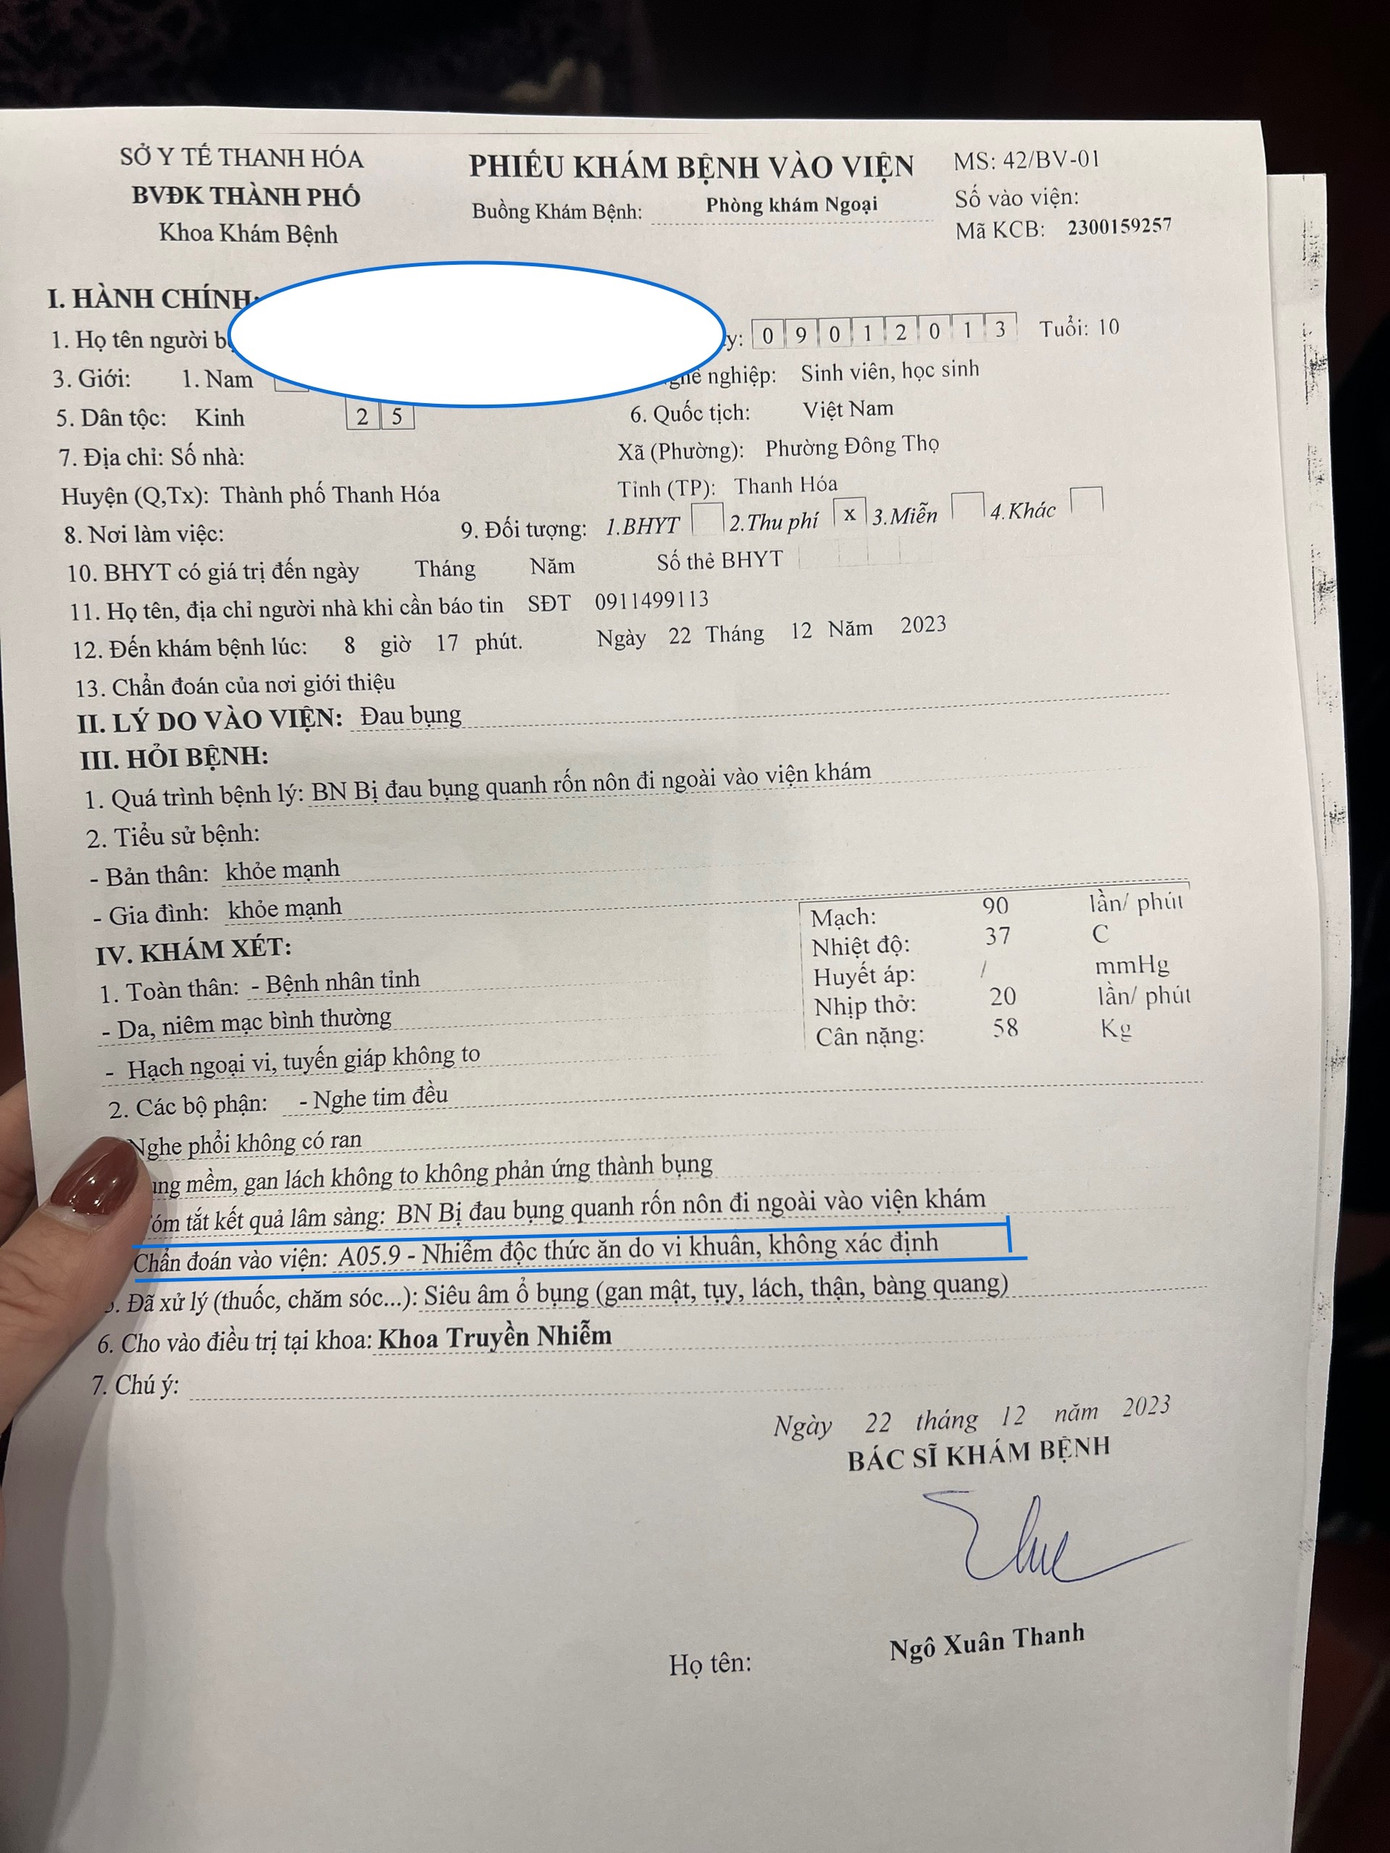 SỞ Y TẾ THANH HÓA
BVĐK THÀNH PHỐ
Khoa Khám Bệnh
PHIẾU KHÁM BỆNH VÀO VIỆN
Buồng Khám Bệnh: Phòng khám Ngoại
MS: 42/BV-01
Số vào viện:
Mã KCB: 2300159257
I. HÀNH CHÍNH:
1. Họ tên người 09012013 Tuổi: 10
3. Giới: 1. Nam nghề nghiệp: Sinh viên, học sinh
5. Dân tộc: Kinh 25 6. Quốc tịch: Việt Nam
7. Địa chỉ: Số nhà: Xã (Phường): Phường Đông Thọ
Huyện (Q,Tx): Thành phố Thanh Hóa Tỉnh (TP): Thanh Hóa
8. Nơi làm việc: 9. Đối tượng: 1.BHYT 2.Thu phí x 3.Miễn 4.Khác
10. BHYT có giá trị đến ngày Tháng Năm Số thẻ BHYT
11. Họ tên, địa chỉ người nhà khi cần báo tin SĐT 0911499113
12. Đến khám bệnh lúc: 8 giờ 17 phút. Ngày 22 Tháng 12 Năm 2023
13. Chẩn đoán của nơi giới thiệu
II. LÝ DO VÀO VIỆN: Đau bụng
III. HỎI BỆNH:
1. Quá trình bệnh lý: BN Bị đau bụng quanh rốn nôn đi ngoài vào viện khám
2. Tiểu sử bệnh:
- Bản thân: khỏe mạnh
- Gia đình: khỏe mạnh
IV. KHÁM XÉT:
Mạch: 90 lần/ phút
Nhiệt độ: 37 C
Huyết áp: / mmHg
Nhịp thở: 20 lần/ phút
Cân nặng: 58 Kg
1. Toàn thân: - Bệnh nhân tỉnh
- Da, niêm mạc bình thường
- Hạch ngoại vi, tuyến giáp không to
2. Các bộ phận: - Nghe tim đều
Nghe phổi không có ran
mềm, gan lách không to không phản ứng thành bụng
tắt kết quả lâm sàng: BN Bị đau bụng quanh rốn nôn đi ngoài vào viện khám
Chẩn đoán vào viện: A05.9 - Nhiễm độc thức ăn do vi khuẩn, không xác định
Đã xử lý (thuốc, chăm sóc...): Siêu âm ổ bụng (gan mật, tụy, lách, thận, bàng quang)
6. Cho vào điều trị tại khoa: Khoa Truyền Nhiễm
7. Chú ý:
Ngày 22 tháng 12 năm 2023
BÁC SĨ KHÁM BỆNH
Họ tên: Ngô Xuân Thanh